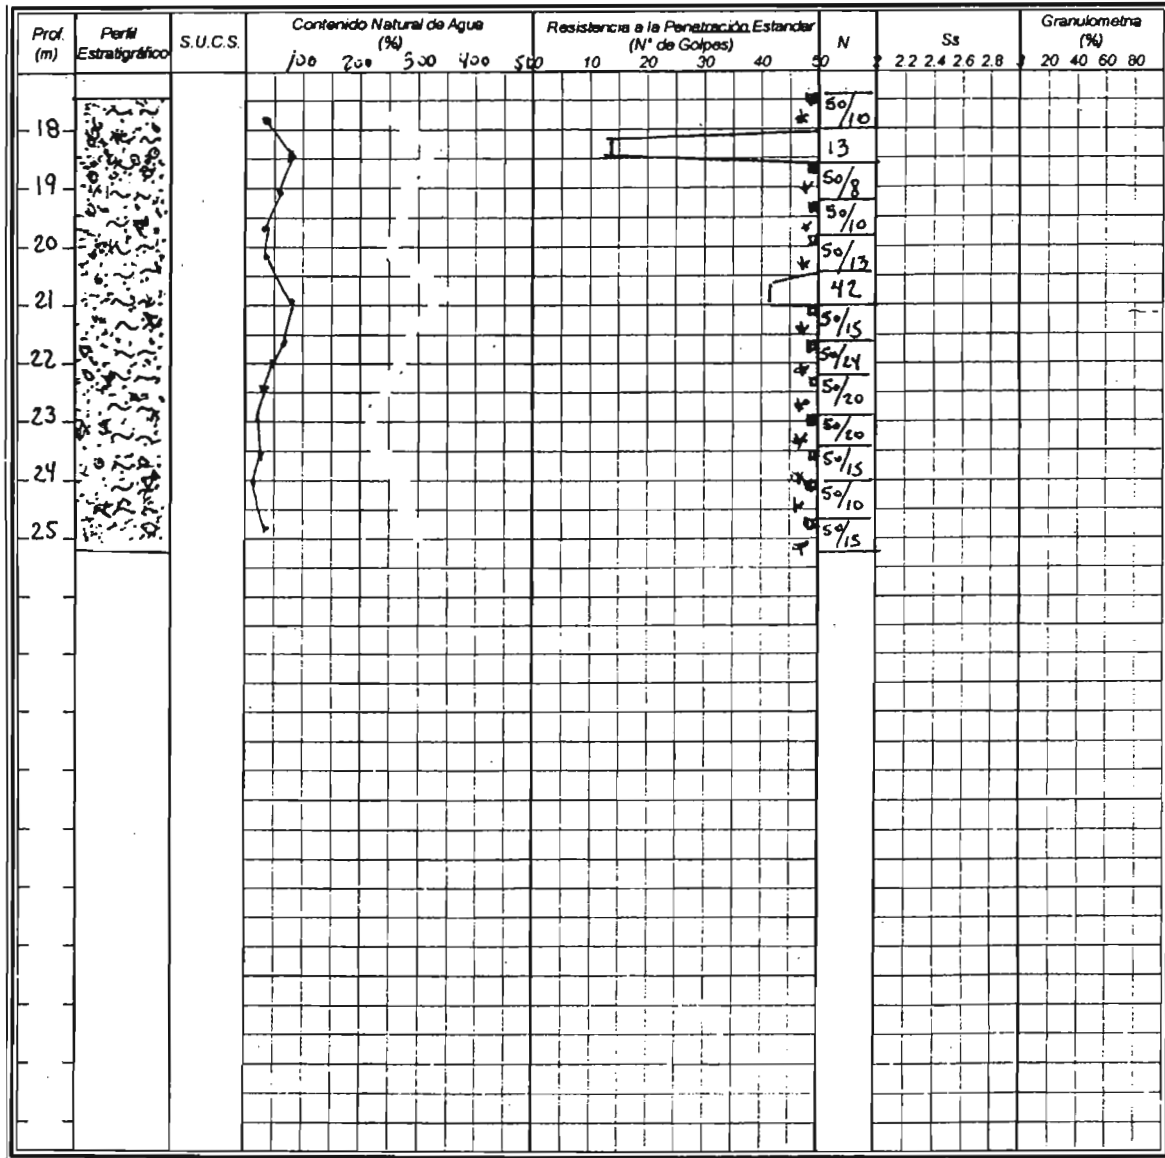 Prof. (m)
Perfil Estratigráfico
S.U.C.S.
Contenido Natural de Agua (%)
100 200 300 400 500
Resistencia a la Penetración Estandar (N° de Golpes)
0 10 20 30 40 50
N
Ss
2 2.2 2.4 2.6 2.8 3
Granulometria (%)
20 40 60 80
50/10
18
13
19
50/8
50/10
20
50/13
21
42
50/15
22
50/24
50/20
23
50/20
24
50/15
50/10
25
50/15